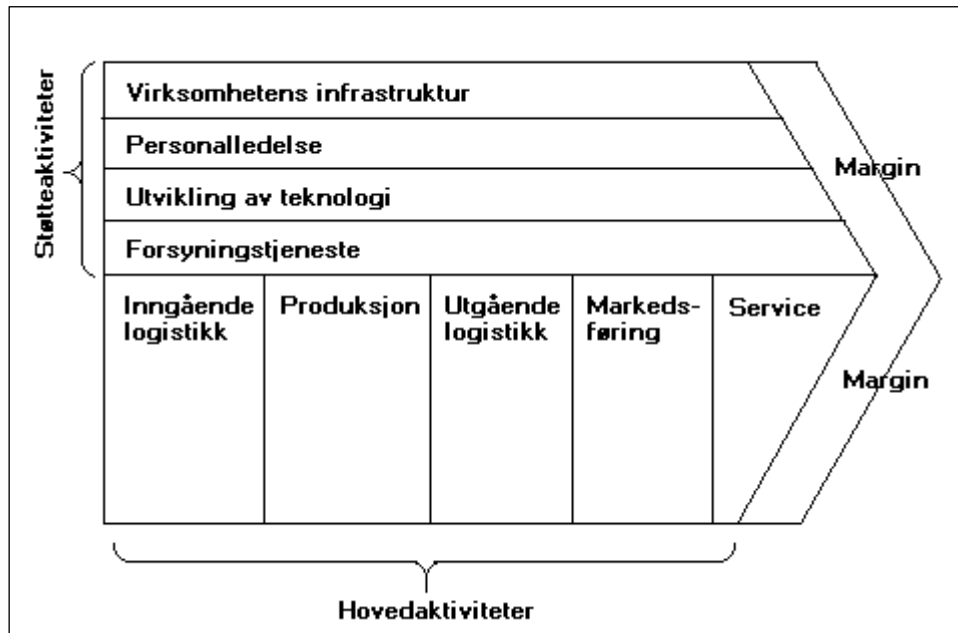 Støtteaktiviteter
Virksomhetens infrastruktur
Personalledelse
Utvikling av teknologi
Forsyningstjeneste
Margin
Inngående
logistikk
Produksjon
Utgående
logistikk
Markeds-
føring
Service
Margin
Hovedaktiviteter